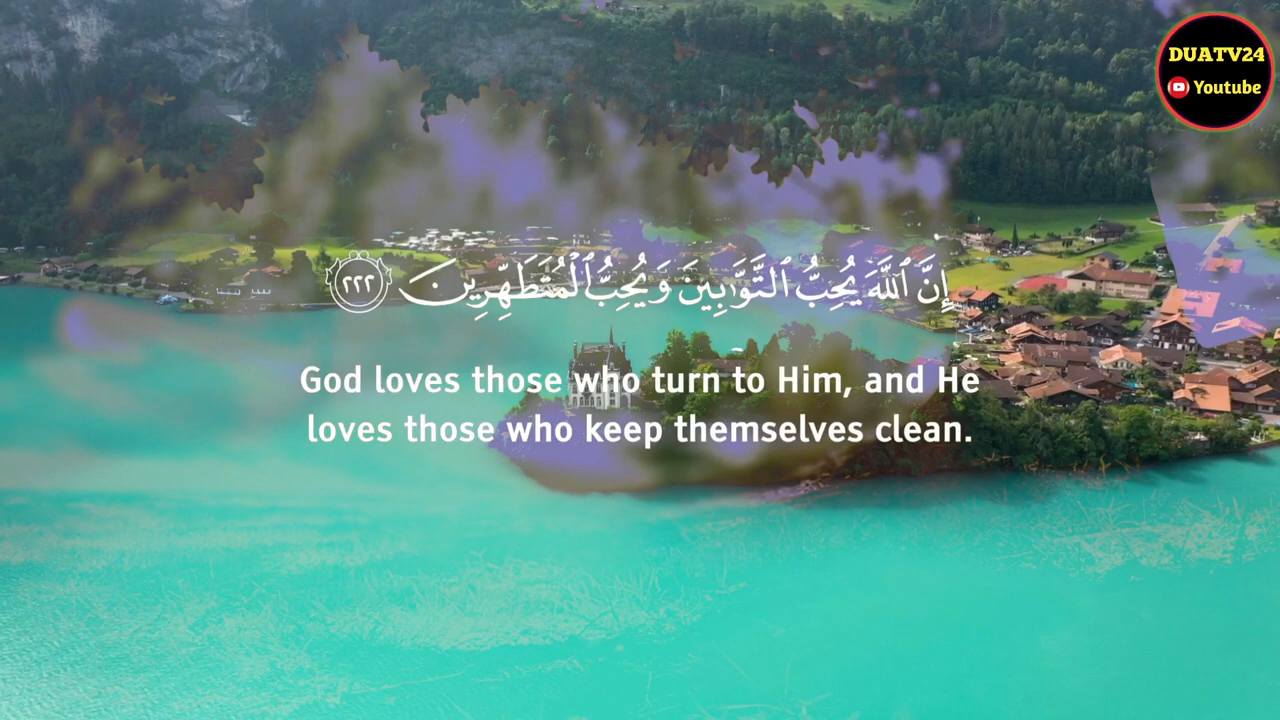 DUATV24
Youtube
إِنَّ ٱللَّهَ يُحِبُّ ٱلتَّوَّٰبِينَ وَيُحِبُّ ٱلْمُتَطَهِّرِينَ ٢٢٢
God loves those who turn to Him, and He
loves those who keep themselves clean.